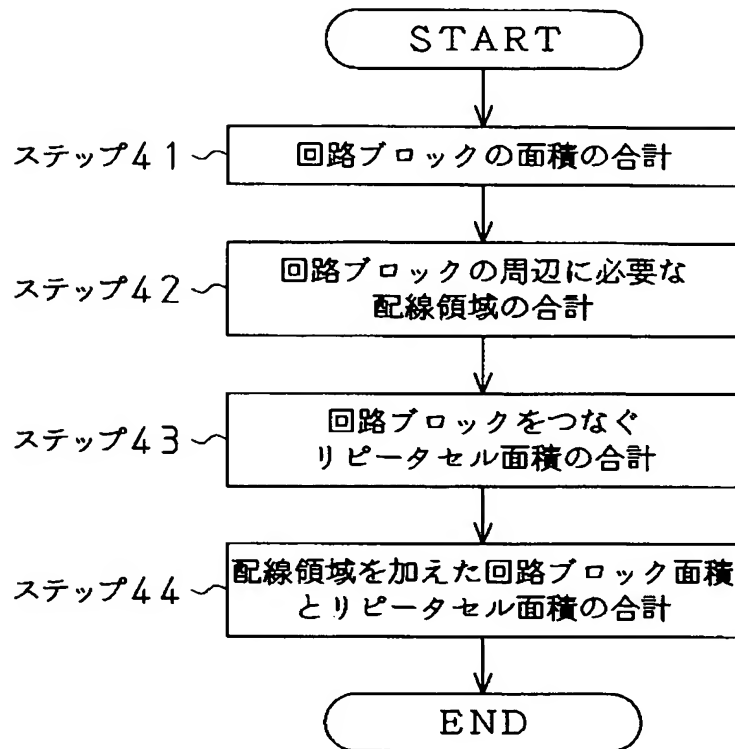 START
ステップ41
回路ブロックの面積の合計
ステップ42
回路ブロックの周辺に必要な
配線領域の合計
ステップ43
回路ブロックをつなぐ
リピータセル面積の合計
ステップ44
配線領域を加えた回路ブロック面積
とリピータセル面積の合計
END